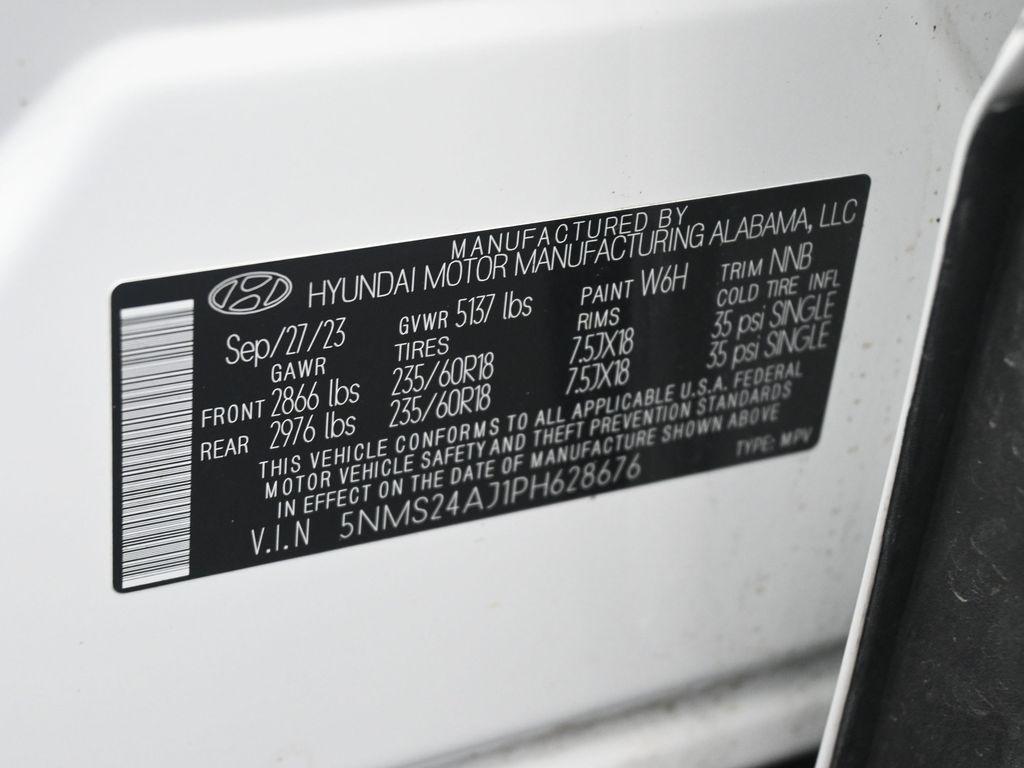 MANUFACTURED BY
HYUNDAI MOTOR MANUFACTURING ALABAMA, LLC
Sep/27/23 GVWR 5137 lbs PAINT W6H TRIM NNB
GAWR TIRES RIMS COLD TIRE INFL
FRONT 2866 lbs 235/60R18 7.5JX18 35 psi SINGLE
REAR 2976 lbs 235/60R18 7.5JX18 35 psi SINGLE
THIS VEHICLE CONFORMS TO ALL APPLICABLE U.S.A. FEDERAL
MOTOR VEHICLE SAFETY AND THEFT PREVENTION STANDARDS
IN EFFECT ON THE DATE OF MANUFACTURE SHOWN ABOVE
V.I.N 5NMS24AJ1PH628676 TYPE: MPV